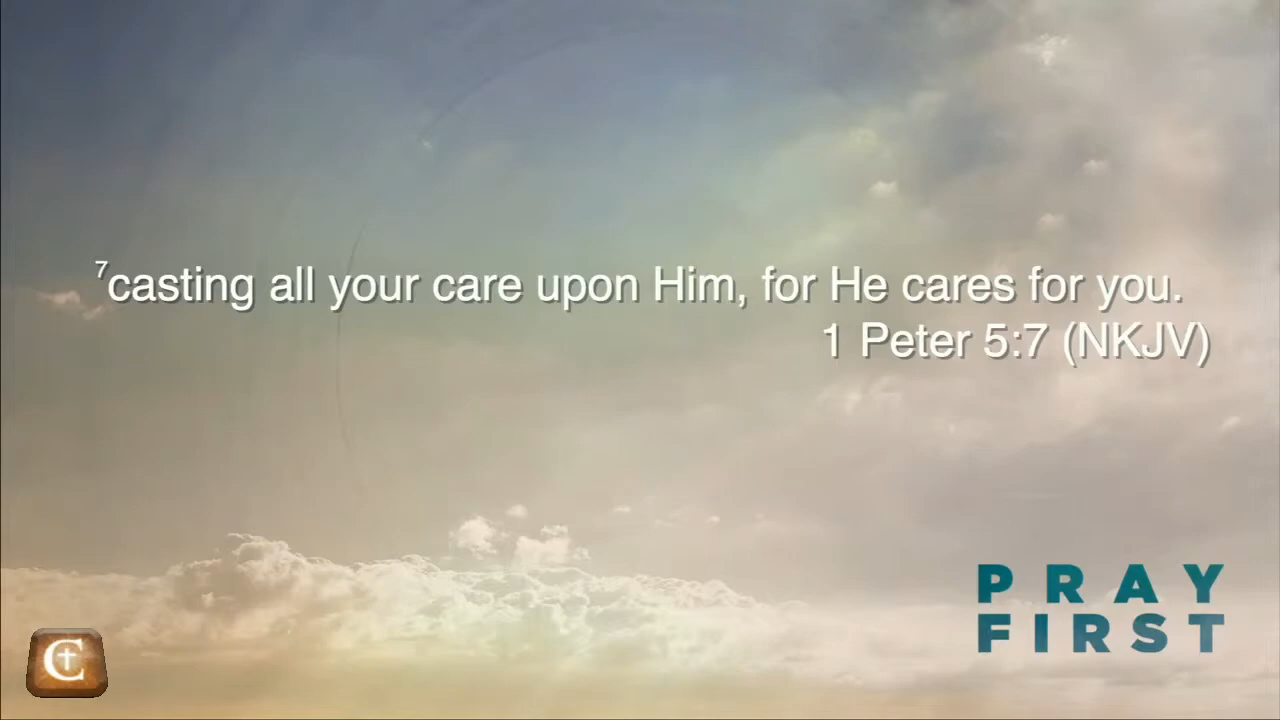 ⁷casting all your care upon Him, for He cares for you.
1 Peter 5:7 (NKJV)
PRAY
FIRST
C